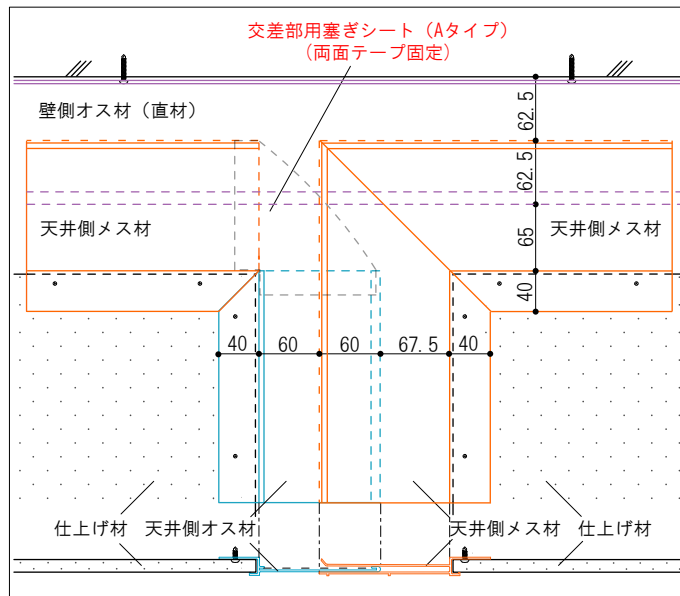 交差部用塞ぎシート（Aタイプ）
（両面テープ固定）
壁側オス材（直材）
62.5
62.5
天井側メス材
65
天井側メス材
40
40
60
60
67.5
40
仕上げ材
天井側オス材
天井側メス材
仕上げ材